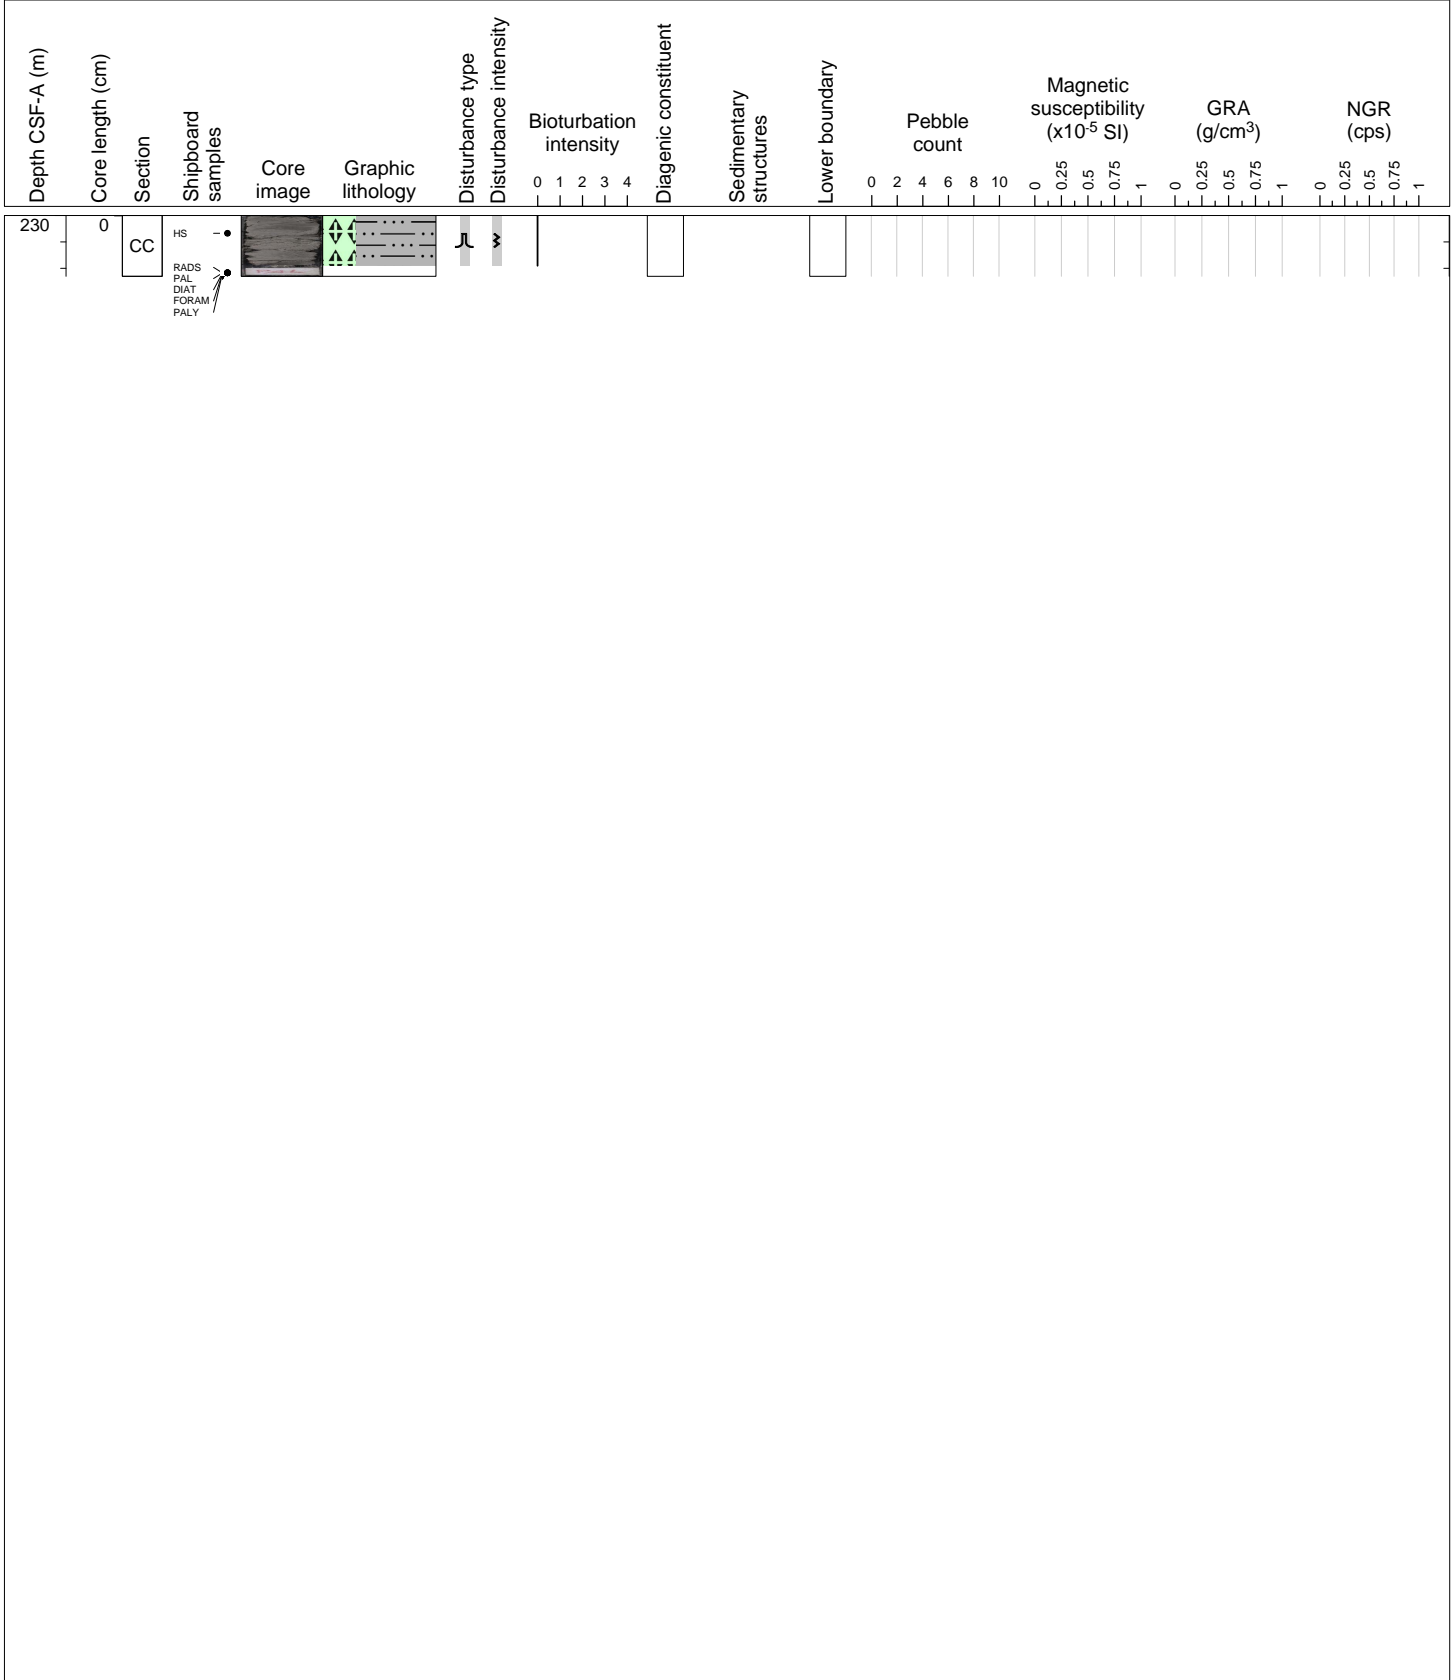 Depth CSF-A (m)
Core length (cm)
Section
Shipboard
samples
Core
image
Graphic
lithology
Disturbance type
Disturbance intensity
Bioturbation
intensity
0 1 2 3 4
Diagenic constituent
Sedimentary
structures
Lower boundary
Pebble
count
0 2 4 6 8 10
Magnetic
susceptibility
(x10-5 SI)
0 0.25 0.5 0.75 1
GRA
(g/cm3)
0 0.25 0.5 0.75 1
NGR
(cps)
0 0.25 0.5 0.75 1
230
0
CC
HS
RADS
PAL
DIAT
FORAM
PALY